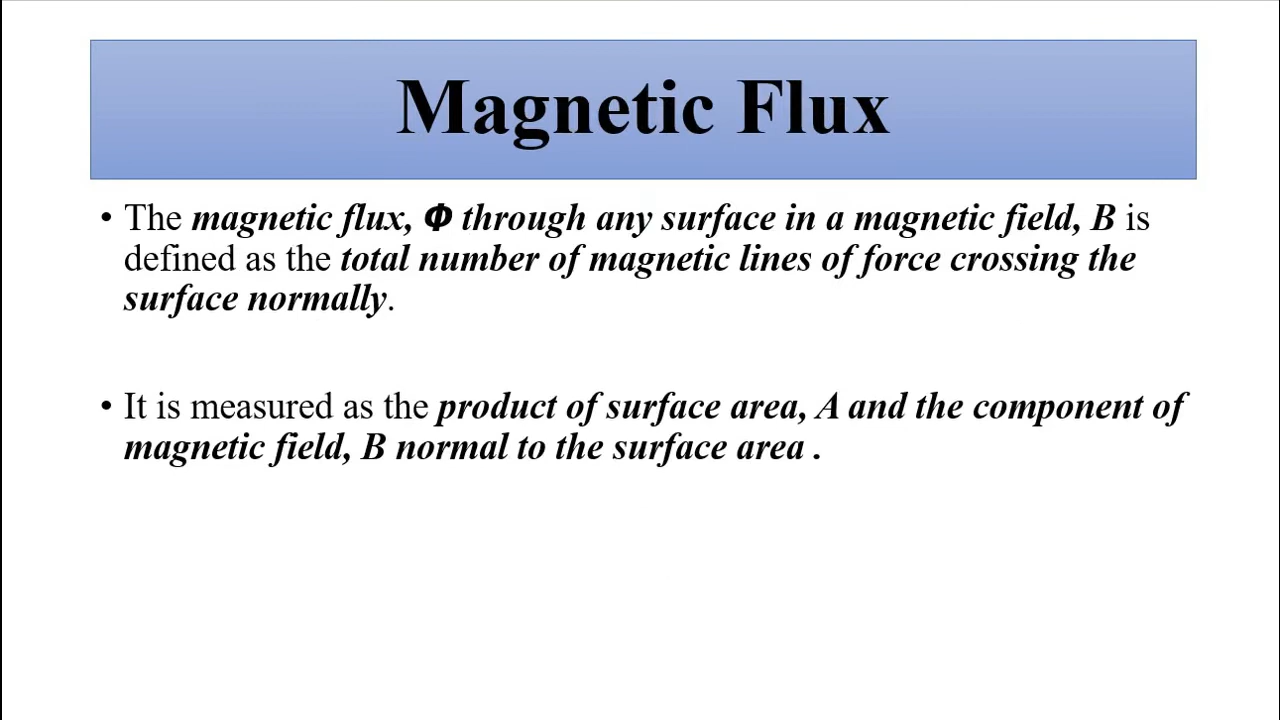 Magnetic Flux
• The magnetic flux, Φ through any surface in a magnetic field, B is
defined as the total number of magnetic lines of force crossing the
surface normally.
• It is measured as the product of surface area, A and the component of
magnetic field, B normal to the surface area .